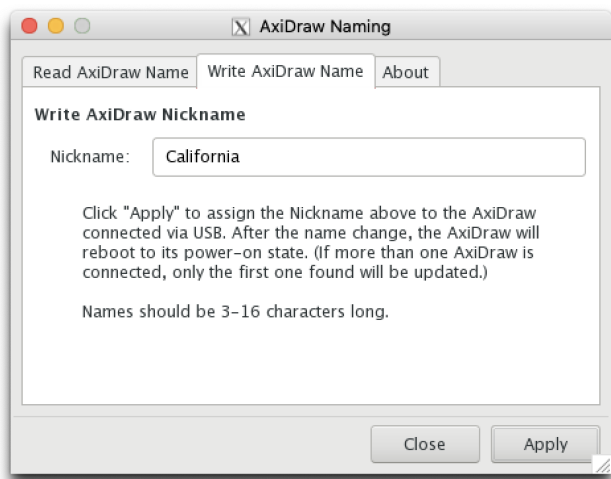 AxiDraw Naming
Read AxiDraw Name
Write AxiDraw Name
About
Write AxiDraw Nickname
Nickname:
California
Click "Apply" to assign the Nickname above to the AxiDraw
connected via USB. After the name change, the AxiDraw will
reboot to its power-on state. (If more than one AxiDraw is
connected, only the first one found will be updated.)
Names should be 3-16 characters long.
Close
Apply